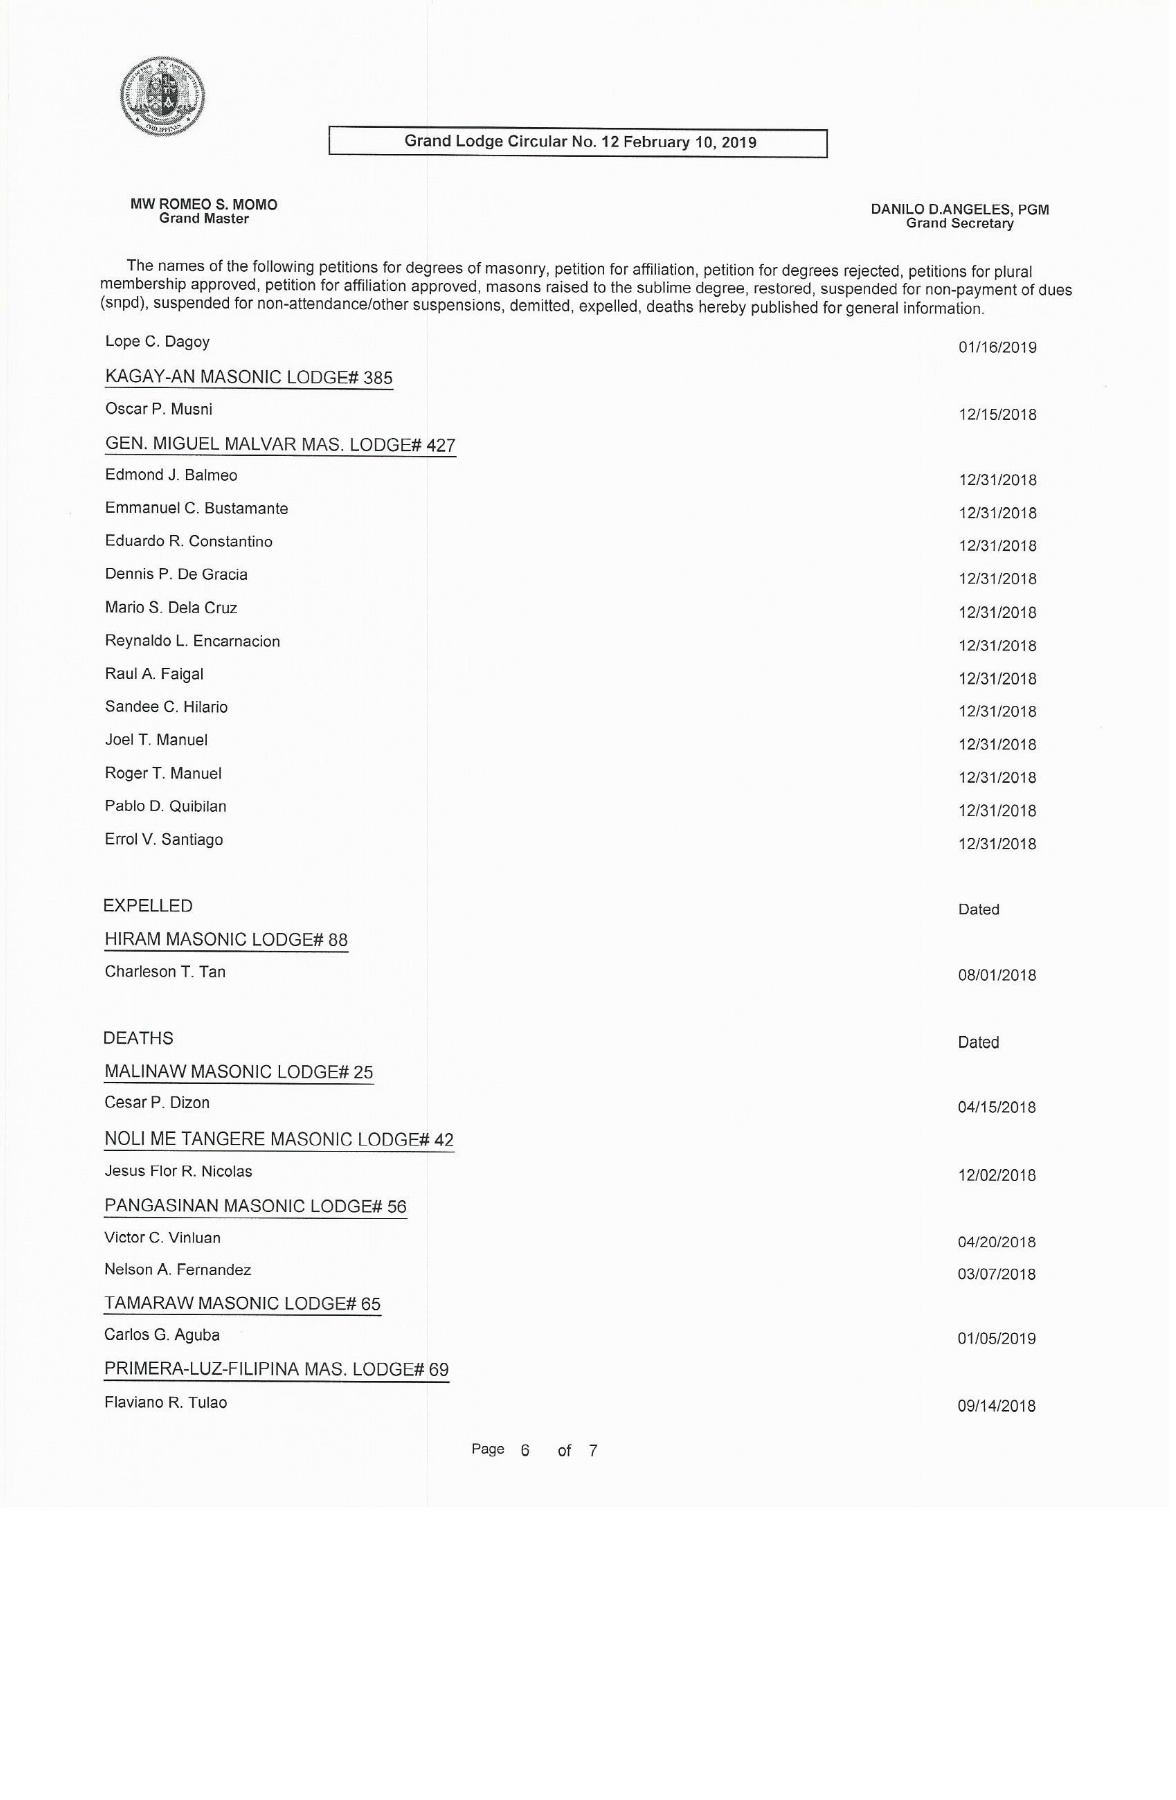 PHILIPPINES
Grand Lodge Circular No. 12 February 10, 2019
MW ROMEO S. MOMO
Grand Master
DANILO D.ANGELES, PGM
Grand Secretary
The names of the following petitions for degrees of masonry, petition for affiliation, petition for degrees rejected, petitions for plural
membership approved, petition for affiliation approved, masons raised to the sublime degree, restored, suspended for non-payment of dues
(snpd), suspended for non-attendance/other suspensions, demitted, expelled, deaths hereby published for general information.
Lope C. Dagoy 01/16/2019
KAGAY-AN MASONIC LODGE# 385
Oscar P. Musni 12/15/2018
GEN. MIGUEL MALVAR MAS. LODGE# 427
Edmond J. Balmeo 12/31/2018
Emmanuel C. Bustamante 12/31/2018
Eduardo R. Constantino 12/31/2018
Dennis P. De Gracia 12/31/2018
Mario S. Dela Cruz 12/31/2018
Reynaldo L. Encarnacion 12/31/2018
Raul A. Faigal 12/31/2018
Sandee C. Hilario 12/31/2018
Joel T. Manuel 12/31/2018
Roger T. Manuel 12/31/2018
Pablo D. Quibilan 12/31/2018
Errol V. Santiago 12/31/2018
EXPELLED Dated
HIRAM MASONIC LODGE# 88
Charleson T. Tan 08/01/2018
DEATHS Dated
MALINAW MASONIC LODGE# 25
Cesar P. Dizon 04/15/2018
NOLI ME TANGERE MASONIC LODGE# 42
Jesus Flor R. Nicolas 12/02/2018
PANGASINAN MASONIC LODGE# 56
Victor C. Vinluan 04/20/2018
Nelson A. Fernandez 03/07/2018
TAMARAW MASONIC LODGE# 65
Carlos G. Aguba 01/05/2019
PRIMERA-LUZ-FILIPINA MAS. LODGE# 69
Flaviano R. Tulao 09/14/2018
Page 6 of 7